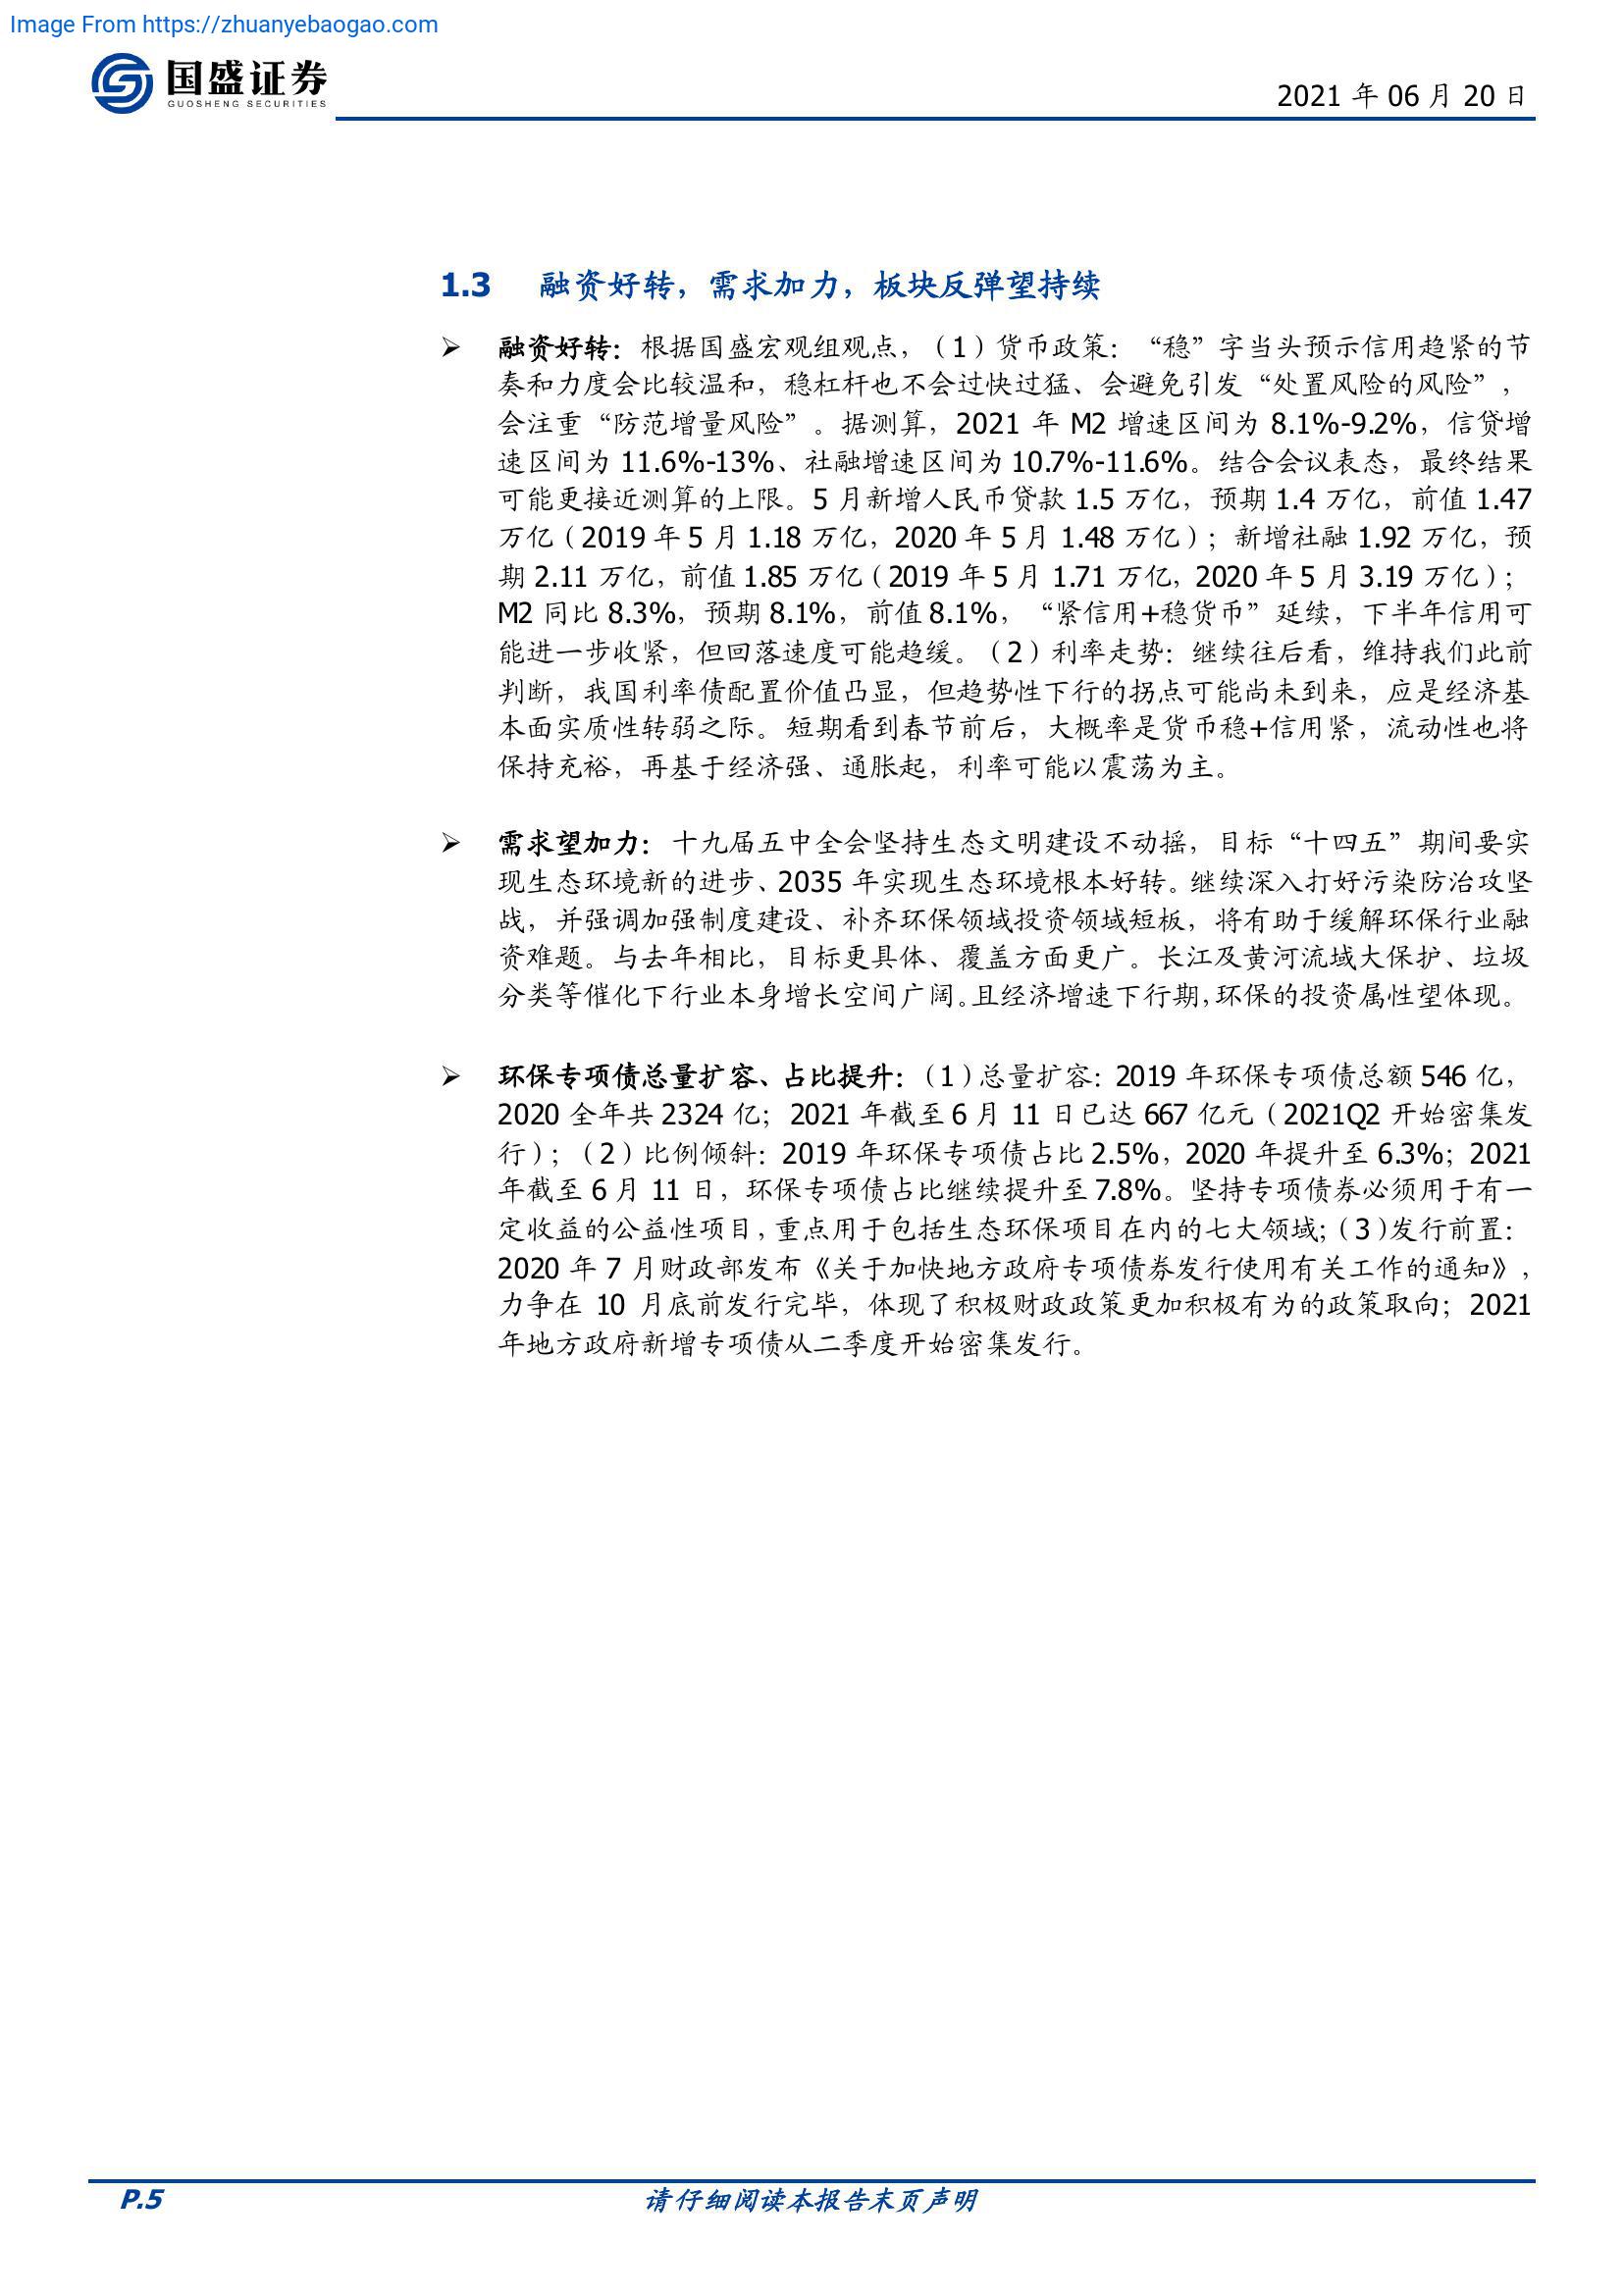 Image From https://zhuanyebaogao.com
国盛证券
GUOSHENG SECURITIES
2021 年 06 月 20 日
1.3 融资好转，需求加力，板块反弹望持续
➢ 融资好转：根据国盛宏观组观点，（1）货币政策：“稳”字当头预示信用趋紧的节
奏和力度会比较温和，稳杠杆也不会过快过猛、会避免引发“处置风险的风险”，
会注重“防范增量风险”。据测算，2021 年 M2 增速区间为 8.1%-9.2%，信贷增
速区间为 11.6%-13%、社融增速区间为 10.7%-11.6%。结合会议表态，最终结果
可能更接近测算的上限。5 月新增人民币贷款 1.5 万亿，预期 1.4 万亿，前值 1.47
万亿（2019 年 5 月 1.18 万亿，2020 年 5 月 1.48 万亿）；新增社融 1.92 万亿，预
期 2.11 万亿，前值 1.85 万亿（2019 年 5 月 1.71 万亿，2020 年 5 月 3.19 万亿）；
M2 同比 8.3%，预期 8.1%，前值 8.1%，“紧信用+稳货币”延续，下半年信用可
能进一步收紧，但回落速度可能趋缓。（2）利率走势：继续往后看，维持我们此前
判断，我国利率债配置价值凸显，但趋势性下行的拐点可能尚未到来，应是经济基
本面实质性转弱之际。短期看到春节前后，大概率是货币稳+信用紧，流动性也将
保持充裕，再基于经济强、通胀起，利率可能以震荡为主。
➢ 需求望加力：十九届五中全会坚持生态文明建设不动摇，目标“十四五”期间要实
现生态环境新的进步、2035 年实现生态环境根本好转。继续深入打好污染防治攻坚
战，并强调加强制度建设、补齐环保领域投资领域短板，将有助于缓解环保行业融
资难题。与去年相比，目标更具体、覆盖方面更广。长江及黄河流域大保护、垃圾
分类等催化下行业本身增长空间广阔。且经济增速下行期，环保的投资属性望体现。
➢ 环保专项债总量扩容、占比提升：（1）总量扩容：2019 年环保专项债总额 546 亿，
2020 全年共 2324 亿；2021 年截至 6 月 11 日已达 667 亿元（2021Q2 开始密集发
行）；（2）比例倾斜：2019 年环保专项债占比 2.5%，2020 年提升至 6.3%；2021
年截至 6 月 11 日，环保专项债占比继续提升至 7.8%。坚持专项债券必须用于有一
定收益的公益性项目，重点用于包括生态环保项目在内的七大领域；（3）发行前置：
2020 年 7 月财政部发布《关于加快地方政府专项债券发行使用有关工作的通知》，
力争在 10 月底前发行完毕，体现了积极财政政策更加积极有为的政策取向；2021
年地方政府新增专项债从二季度开始密集发行。
P.5
请仔细阅读本报告末页声明